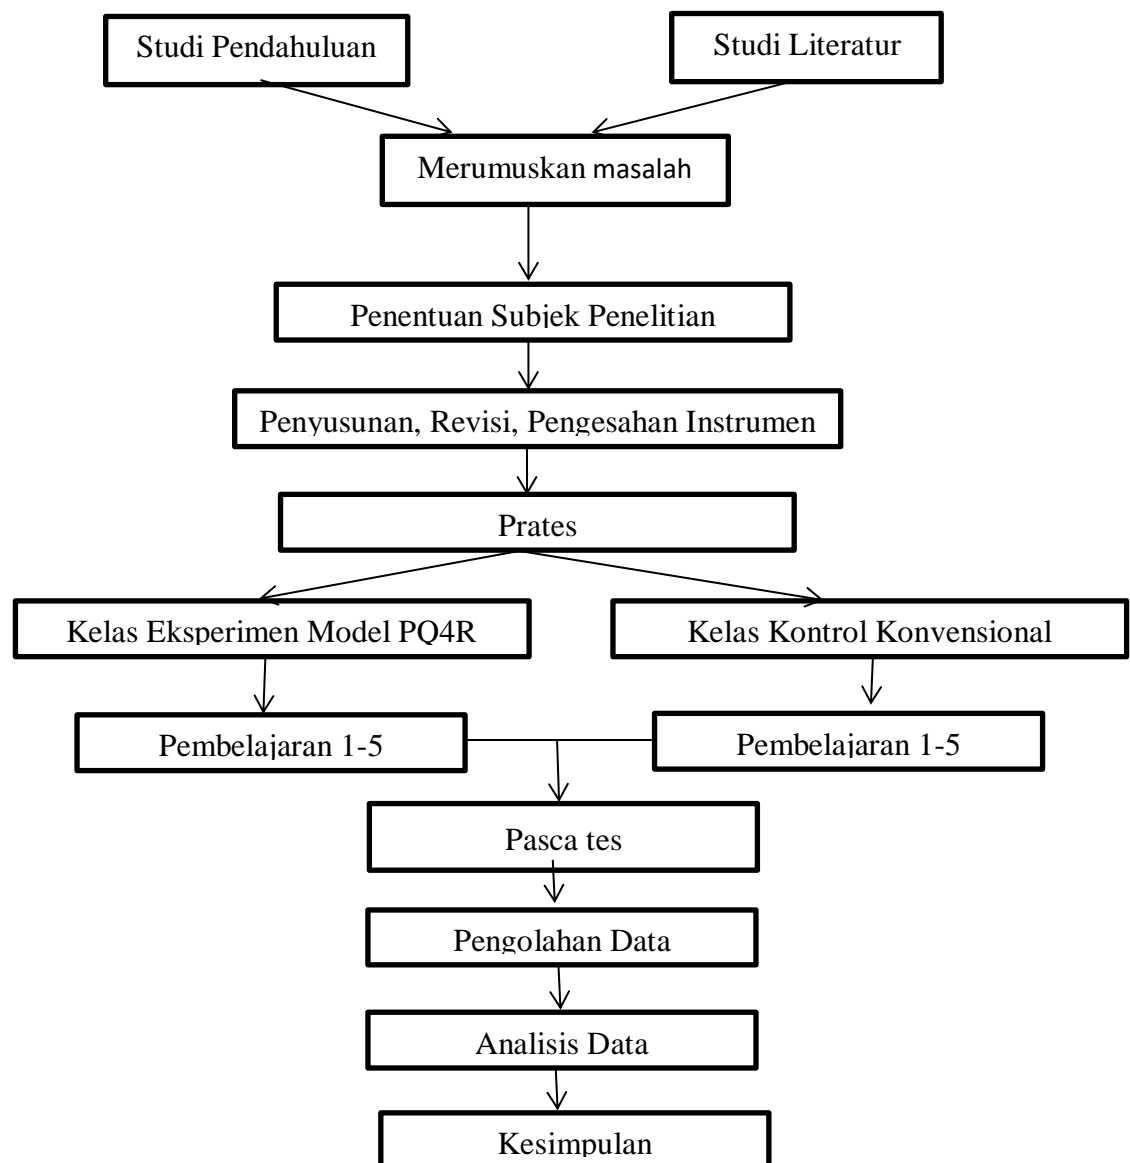 Studi Pendahuluan
Studi Literatur
Merumuskan masalah
Penentuan Subjek Penelitian
Penyusunan, Revisi, Pengesahan Instrumen
Prates
Kelas Eksperimen Model PQ4R
Kelas Kontrol Konvensional
Pembelajaran 1-5
Pembelajaran 1-5
Pasca tes
Pengolahan Data
Analisis Data
Kesimpulan